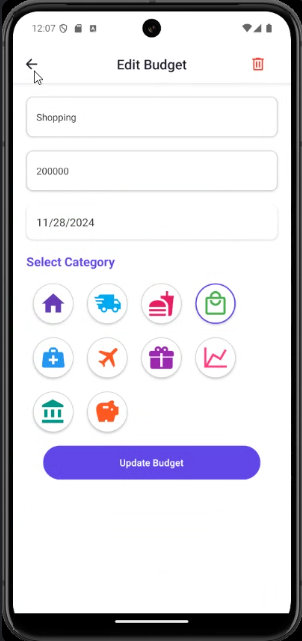 12:07
Edit Budget
Shopping
200000
11/28/2024
Select Category
Update Budget